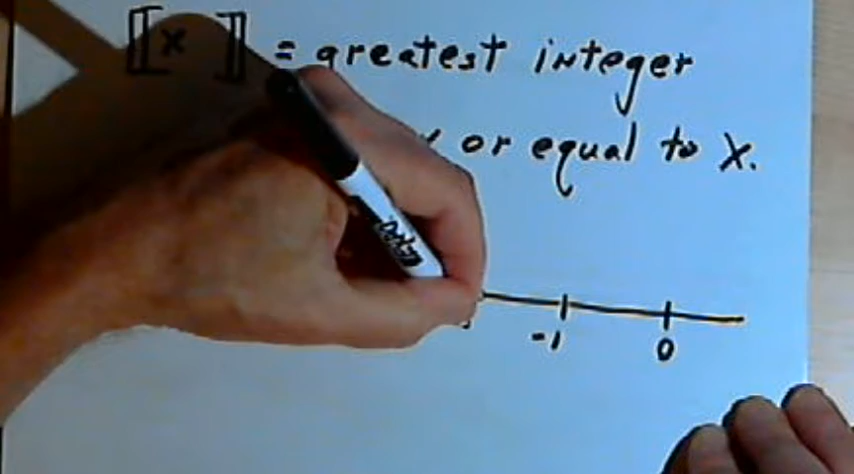 [[x]] = greatest integer
or equal to x.
-1 0